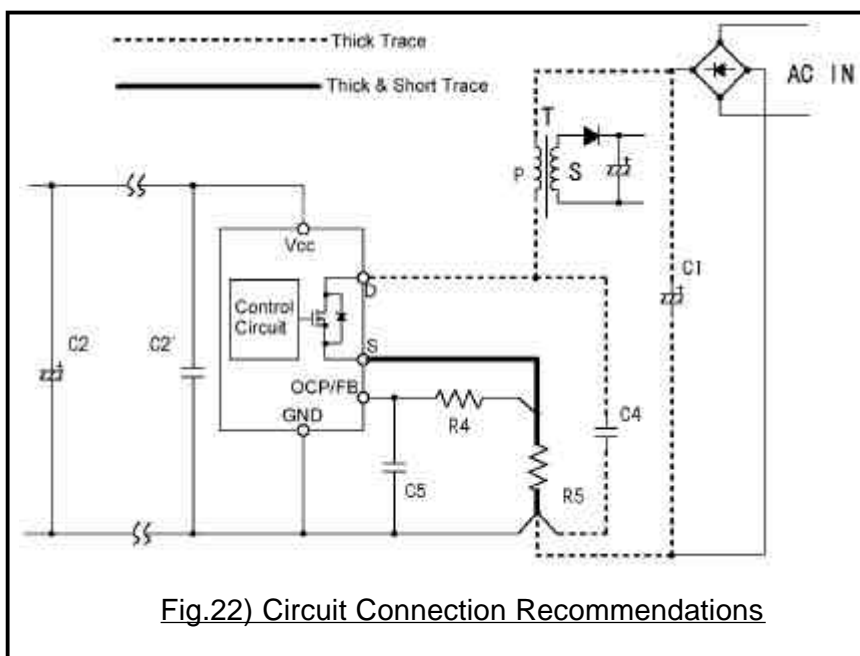 Thick Trace
Thick & Short Trace
AC IN
T
P
S
Vcc
D
C1
Control
Circuit
S
C2
C2'
OCP/FB
GND
R4
C4
C5
R5
Fig.22) Circuit Connection Recommendations